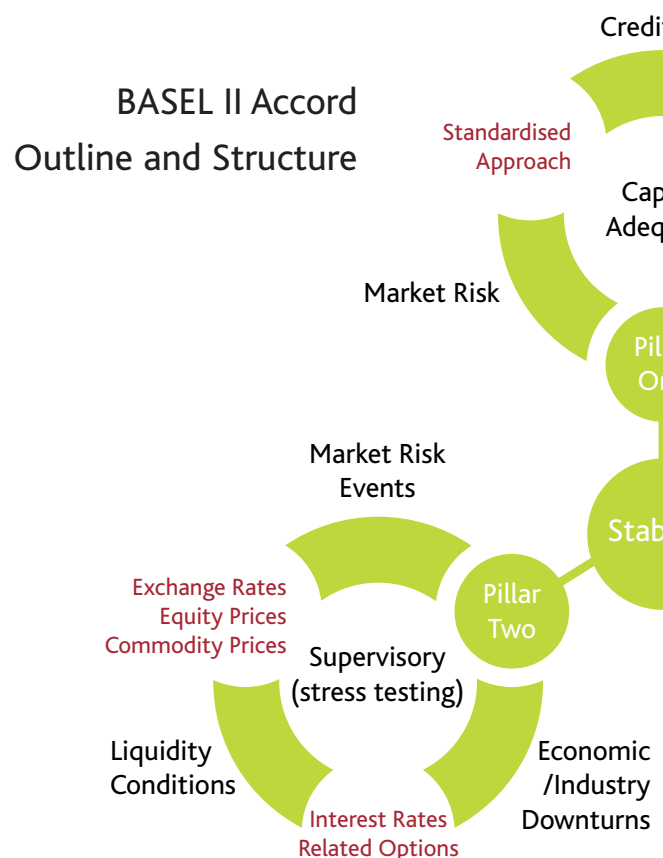 BASEL II Accord
Outline and Structure
Standardised
Approach
Market Risk
Market Risk
Events
Exchange Rates
Equity Prices
Commodity Prices
Pillar
Two
Supervisory
(stress testing)
Liquidity
Conditions
Economic
/Industry
Downturns
Interest Rates
Related Options